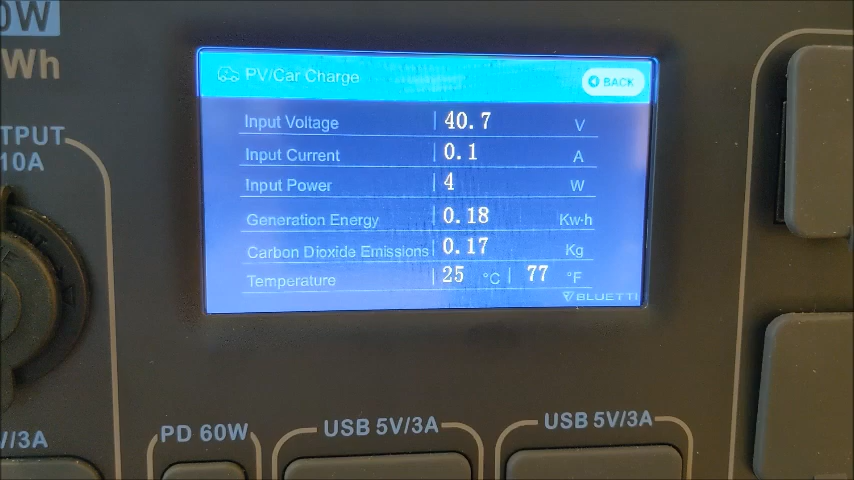 0W
Wh
TPUT
10A
PV/Car Charge
BACK
Input Voltage 40.7 V
Input Current 0.1 A
Input Power 4 W
Generation Energy 0.18 Kw·h
Carbon Dioxide Emissions 0.17 Kg
Temperature 25 °C 77 °F
BLUETTI
V/3A
PD 60W
USB 5V/3A
USB 5V/3A